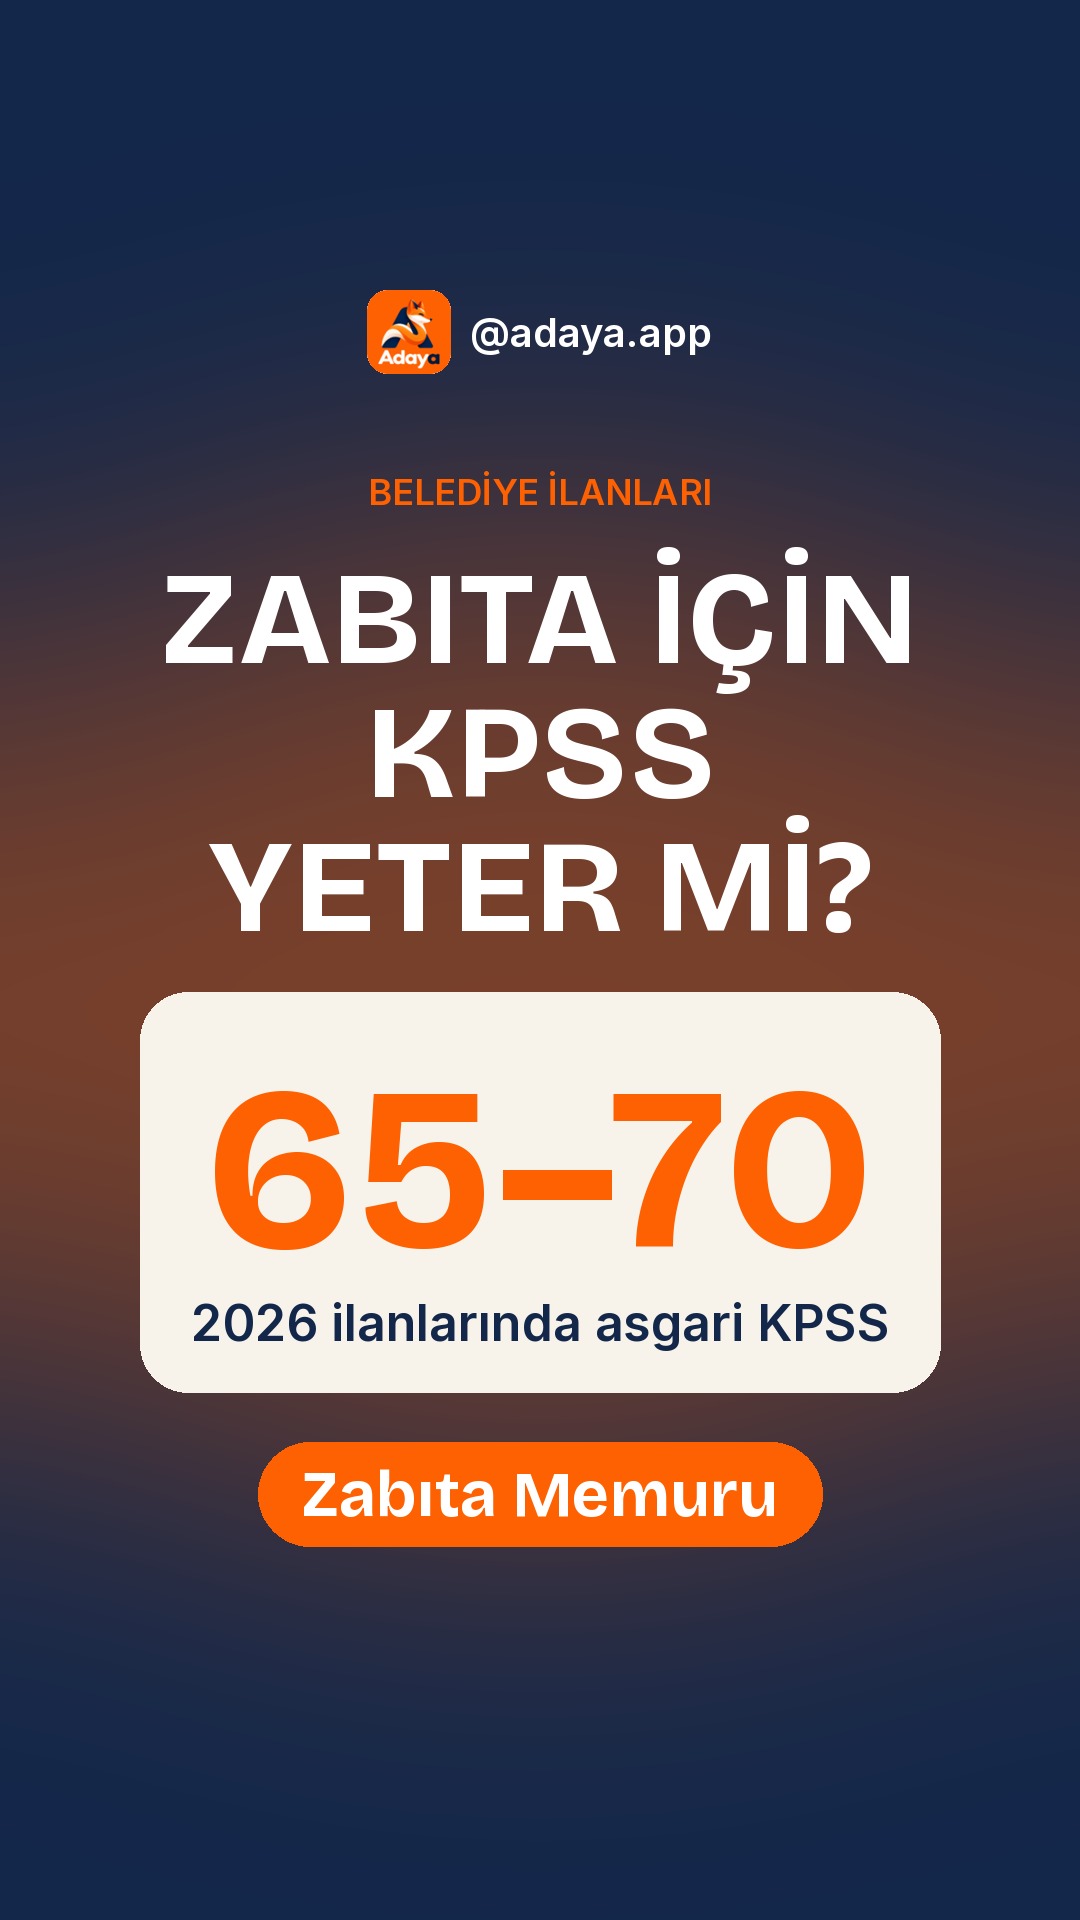 Adaya
@adaya.app
BELEDİYE İLANLARI
ZABITA İÇİN
KPSS
YETER Mİ?
65–70
2026 ilanlarında asgari KPSS
Zabıta Memuru